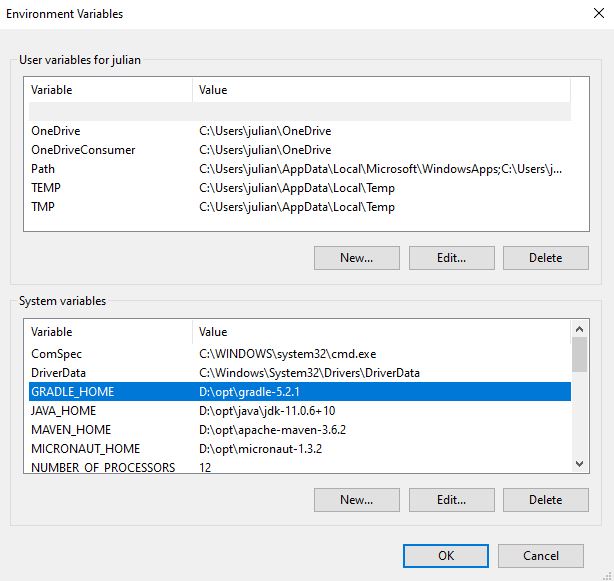 Environment Variables
User variables for julian
Variable Value
OneDrive C:\Users\julian\OneDrive
OneDriveConsumer C:\Users\julian\OneDrive
Path C:\Users\julian\AppData\Local\Microsoft\WindowsApps;C:\Users\j...
TEMP C:\Users\julian\AppData\Local\Temp
TMP C:\Users\julian\AppData\Local\Temp
New... Edit... Delete
System variables
Variable Value
ComSpec C:\WINDOWS\system32\cmd.exe
DriverData C:\Windows\System32\Drivers\DriverData
GRADLE_HOME D:\opt\gradle-5.2.1
JAVA_HOME D:\opt\java\jdk-11.0.6+10
MAVEN_HOME D:\opt\apache-maven-3.6.2
MICRONAUT_HOME D:\opt\micronaut-1.3.2
NUMBER_OF_PROCESSORS 12
New... Edit... Delete
OK Cancel